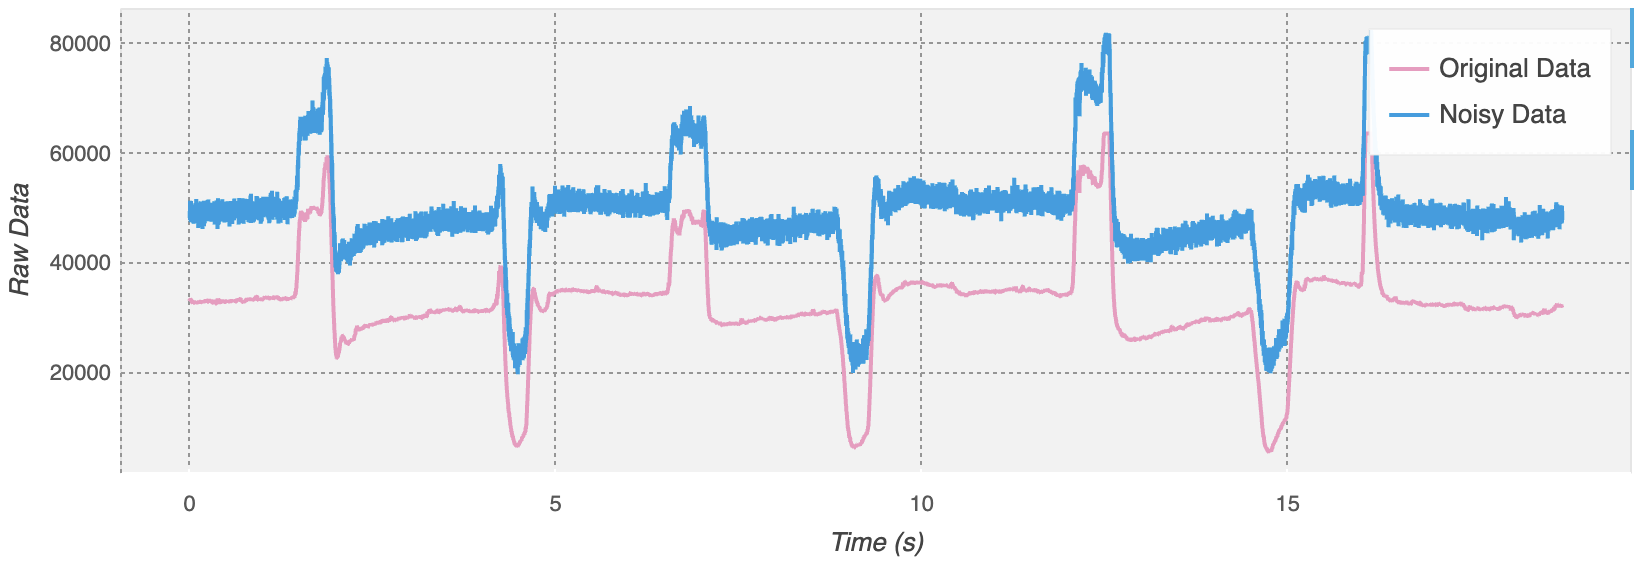 80000
60000
40000
20000
Raw Data
0 5 10 15
Time (s)
Original Data
Noisy Data